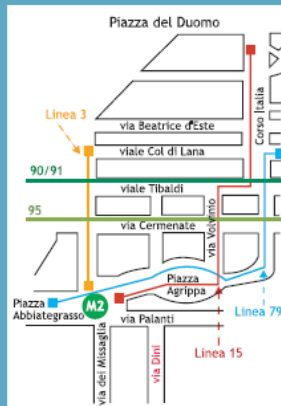 Piazza del Duomo
Linea 3
via Beatrice d'Este
Corso Italia
viale Col di Lana
90/91
viale Tibaldi
95
via Cermenate
via Volvinio
Piazza
Agrippa
Piazza
Abbiategrasso
M2
via Palanti
Linea 79
Linea 15
via dei Missaglia
via Dini